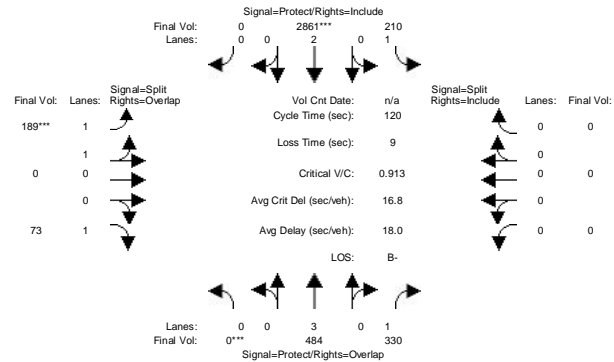 Signal=Protect/Rights=Include
Final Vol: 0 2861*** 210
Lanes: 0 0 2 0 1
Signal=Split
Rights=Overlap
Final Vol: Lanes:
189*** 1
1
0 0
0
73 1
Vol Cnt Date: n/a
Cycle Time (sec): 120
Loss Time (sec): 9
Critical V/C: 0.913
Avg Crit Del (sec/veh): 16.8
Avg Delay (sec/veh): 18.0
LOS: B-
Signal=Split
Rights=Include
Lanes: Final Vol:
0 0
0
0 0
0
0 0
Lanes: 0 0 3 0 1
Final Vol: 0*** 484 330
Signal=Protect/Rights=Overlap